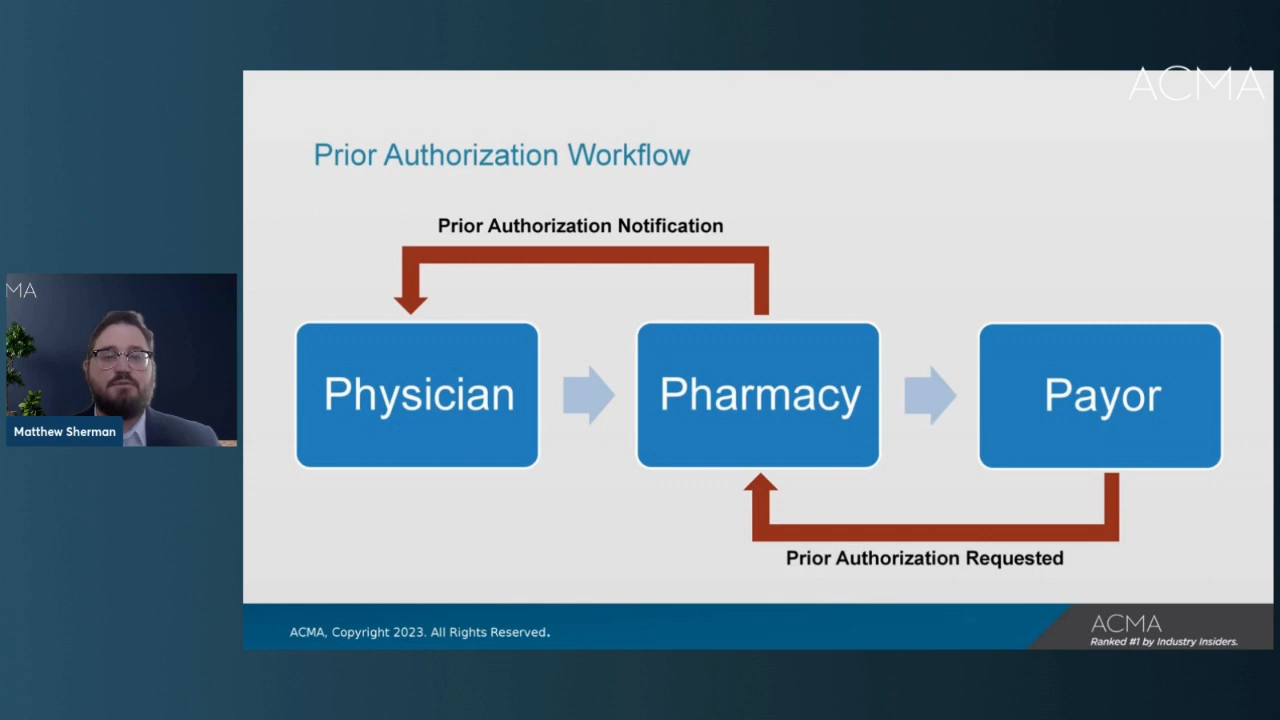 ACMA
Prior Authorization Workflow
Prior Authorization Notification
Physician
Pharmacy
Payor
Prior Authorization Requested
MA
Matthew Sherman
ACMA, Copyright 2023. All Rights Reserved.
ACMA
Ranked #1 by Industry Insiders.